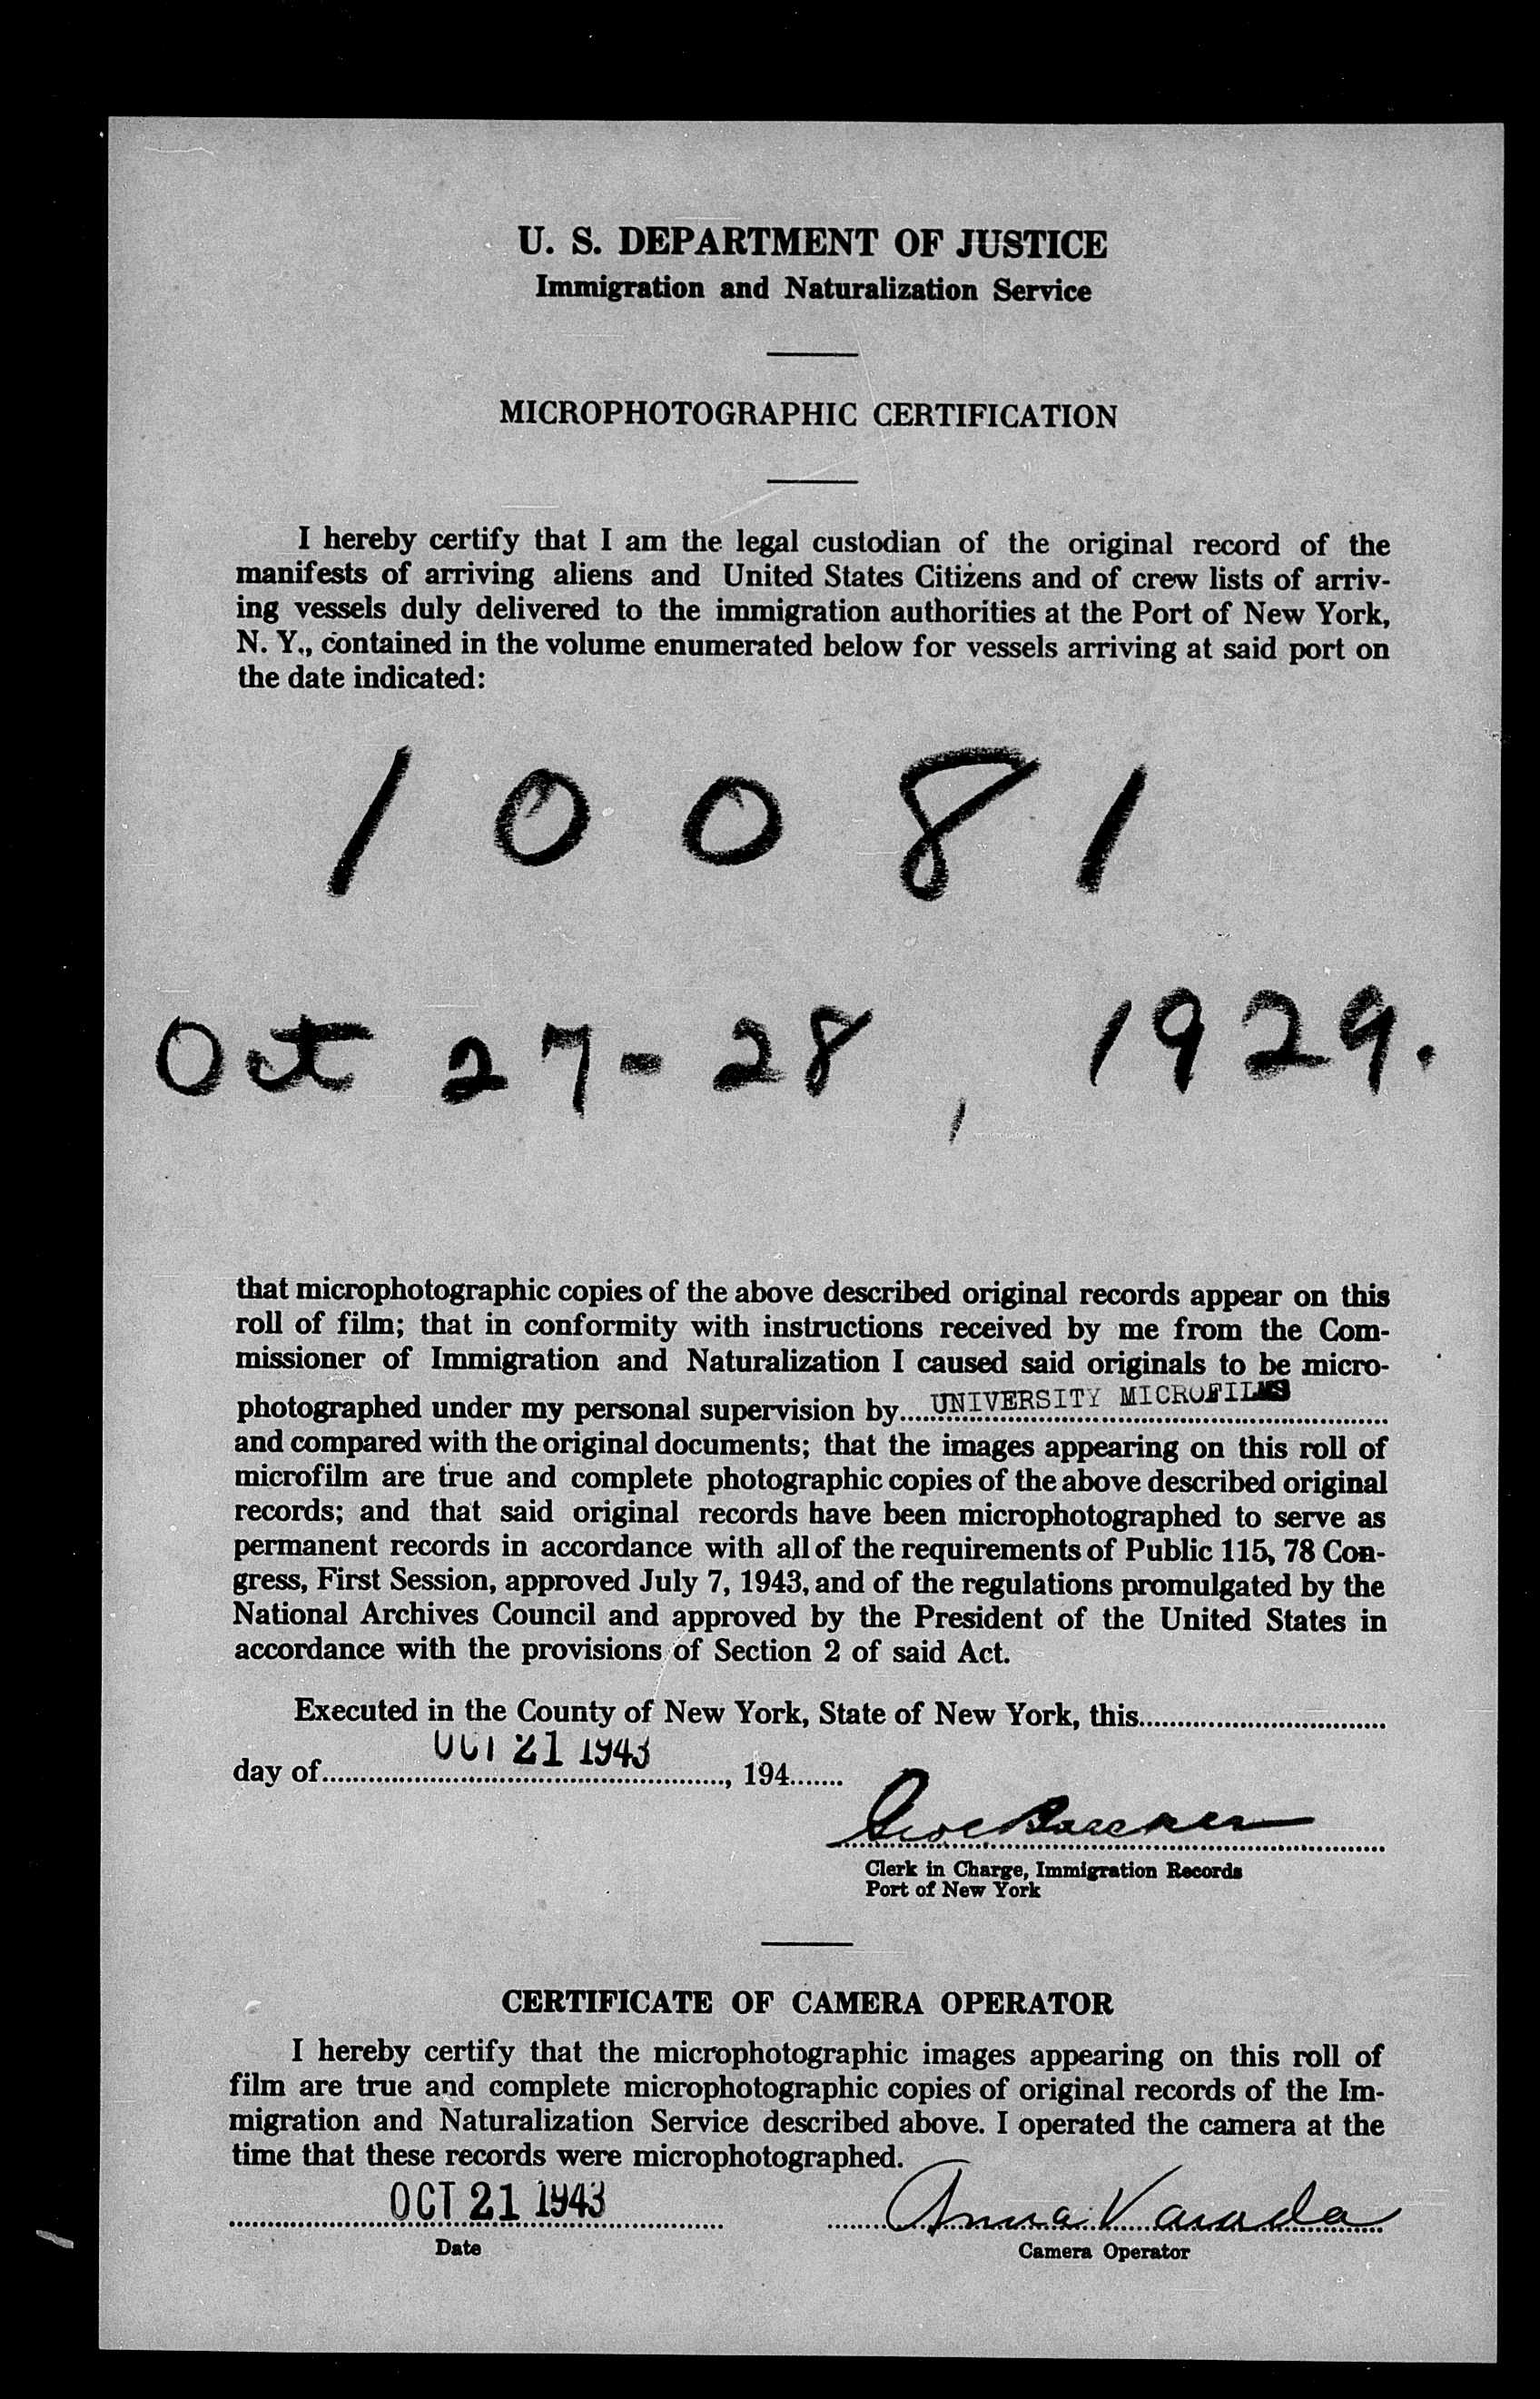 U. S. DEPARTMENT OF JUSTICE
Immigration and Naturalization Service
MICROPHOTOGRAPHIC CERTIFICATION
I hereby certify that I am the legal custodian of the original record of the
manifests of arriving aliens and United States Citizens and of crew lists of arriv-
ing vessels duly delivered to the immigration authorities at the Port of New York,
N. Y., contained in the volume enumerated below for vessels arriving at said port on
the date indicated:
10081
Oct 27-28, 1929.
that microphotographic copies of the above described original records appear on this
roll of film; that in conformity with instructions received by me from the Com-
missioner of Immigration and Naturalization I caused said originals to be micro-
photographed under my personal supervision by UNIVERSITY MICROFILMS
and compared with the original documents; that the images appearing on this roll of
microfilm are true and complete photographic copies of the above described original
records; and that said original records have been microphotographed to serve as
permanent records in accordance with all of the requirements of Public 115, 78 Con-
gress, First Session, approved July 7, 1943, and of the regulations promulgated by the
National Archives Council and approved by the President of the United States in
accordance with the provisions of Section 2 of said Act.
Executed in the County of New York, State of New York, this
day of OCT 21 1943, 194
Clerk in Charge, Immigration Records
Port of New York
CERTIFICATE OF CAMERA OPERATOR
I hereby certify that the microphotographic images appearing on this roll of
film are true and complete microphotographic copies of original records of the Im-
migration and Naturalization Service described above. I operated the camera at the
time that these records were microphotographed.
OCT 21 1943 Anna
Date Camera Operator